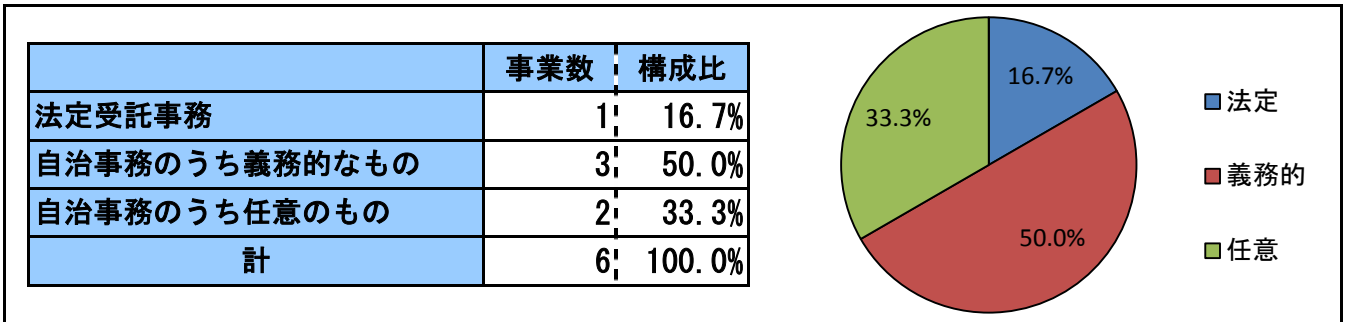 事業数 構成比
法定受託事務 1 16.7%
自治事務のうち義務的なもの 3 50.0%
自治事務のうち任意のもの 2 33.3%
計 6 100.0%
16.7%
33.3%
50.0%
法定
義務的
任意